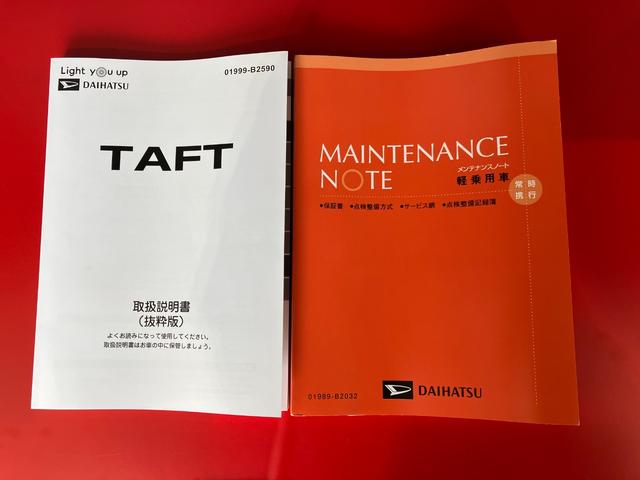 Light you up
DAIHATSU
01999-B2590
TAFT
取扱説明書
(抜粋版)
よくお読みになって使用してください。
取扱説明書はお車の中に保管しましょう。
MAINTENANCE
NOTE
メンテナンスノート
軽乗用車
常時
携行
●保証書 ●点検整備方式 ●サービス網 ●点検整備記録簿
01989-B2032
DAIHATSU